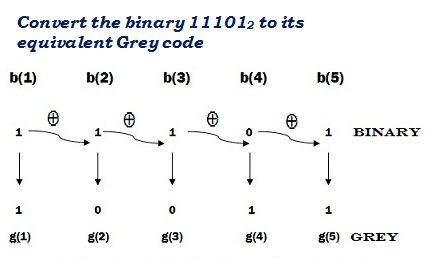 Convert the binary 11101₂ to its
equivalent Grey code
b(1) b(2) b(3) b(4) b(5)
⊕ ⊕ ⊕ ⊕
1 1 1 0 1 BINARY
1 0 0 1 1
g(1) g(2) g(3) g(4) g(5) GREY